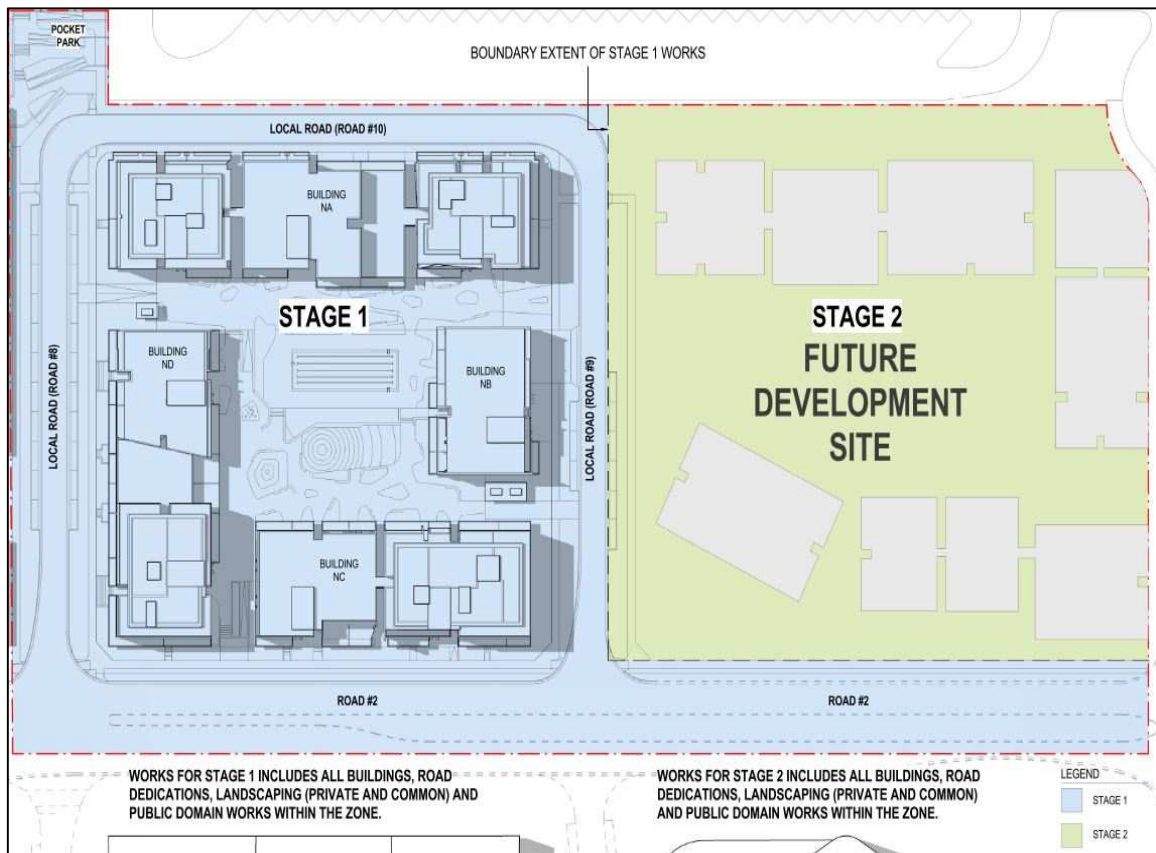 POCKET
PARK
BOUNDARY EXTENT OF STAGE 1 WORKS
LOCAL ROAD (ROAD #10)
BUILDING
NA
STAGE 1
STAGE 2
FUTURE
DEVELOPMENT
SITE
BUILDING
ND
BUILDING
NB
LOCAL ROAD (ROAD #8)
LOCAL ROAD (ROAD #9)
BUILDING
NC
ROAD #2
ROAD #2
WORKS FOR STAGE 1 INCLUDES ALL BUILDINGS, ROAD
DEDICATIONS, LANDSCAPING (PRIVATE AND COMMON) AND
PUBLIC DOMAIN WORKS WITHIN THE ZONE.
WORKS FOR STAGE 2 INCLUDES ALL BUILDINGS, ROAD
DEDICATIONS, LANDSCAPING (PRIVATE AND COMMON)
AND PUBLIC DOMAIN WORKS WITHIN THE ZONE.
LEGEND
STAGE 1
STAGE 2